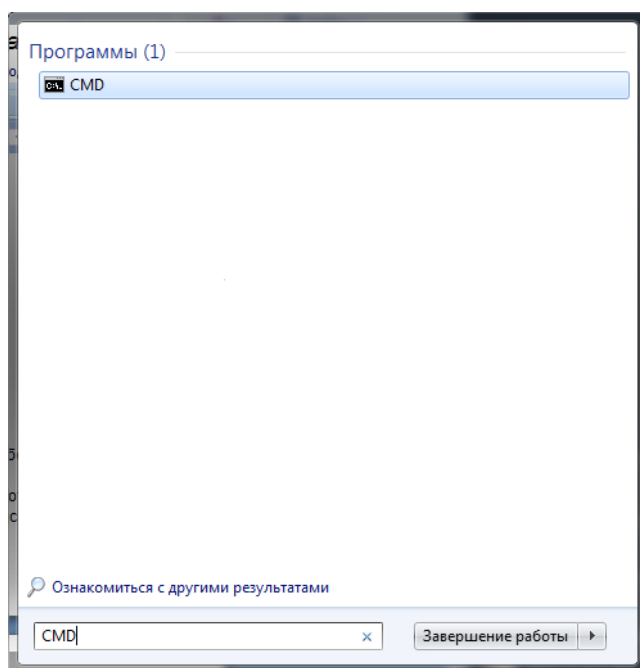 Программы (1)
CMD
Ознакомиться с другими результатами
CMD
Завершение работы